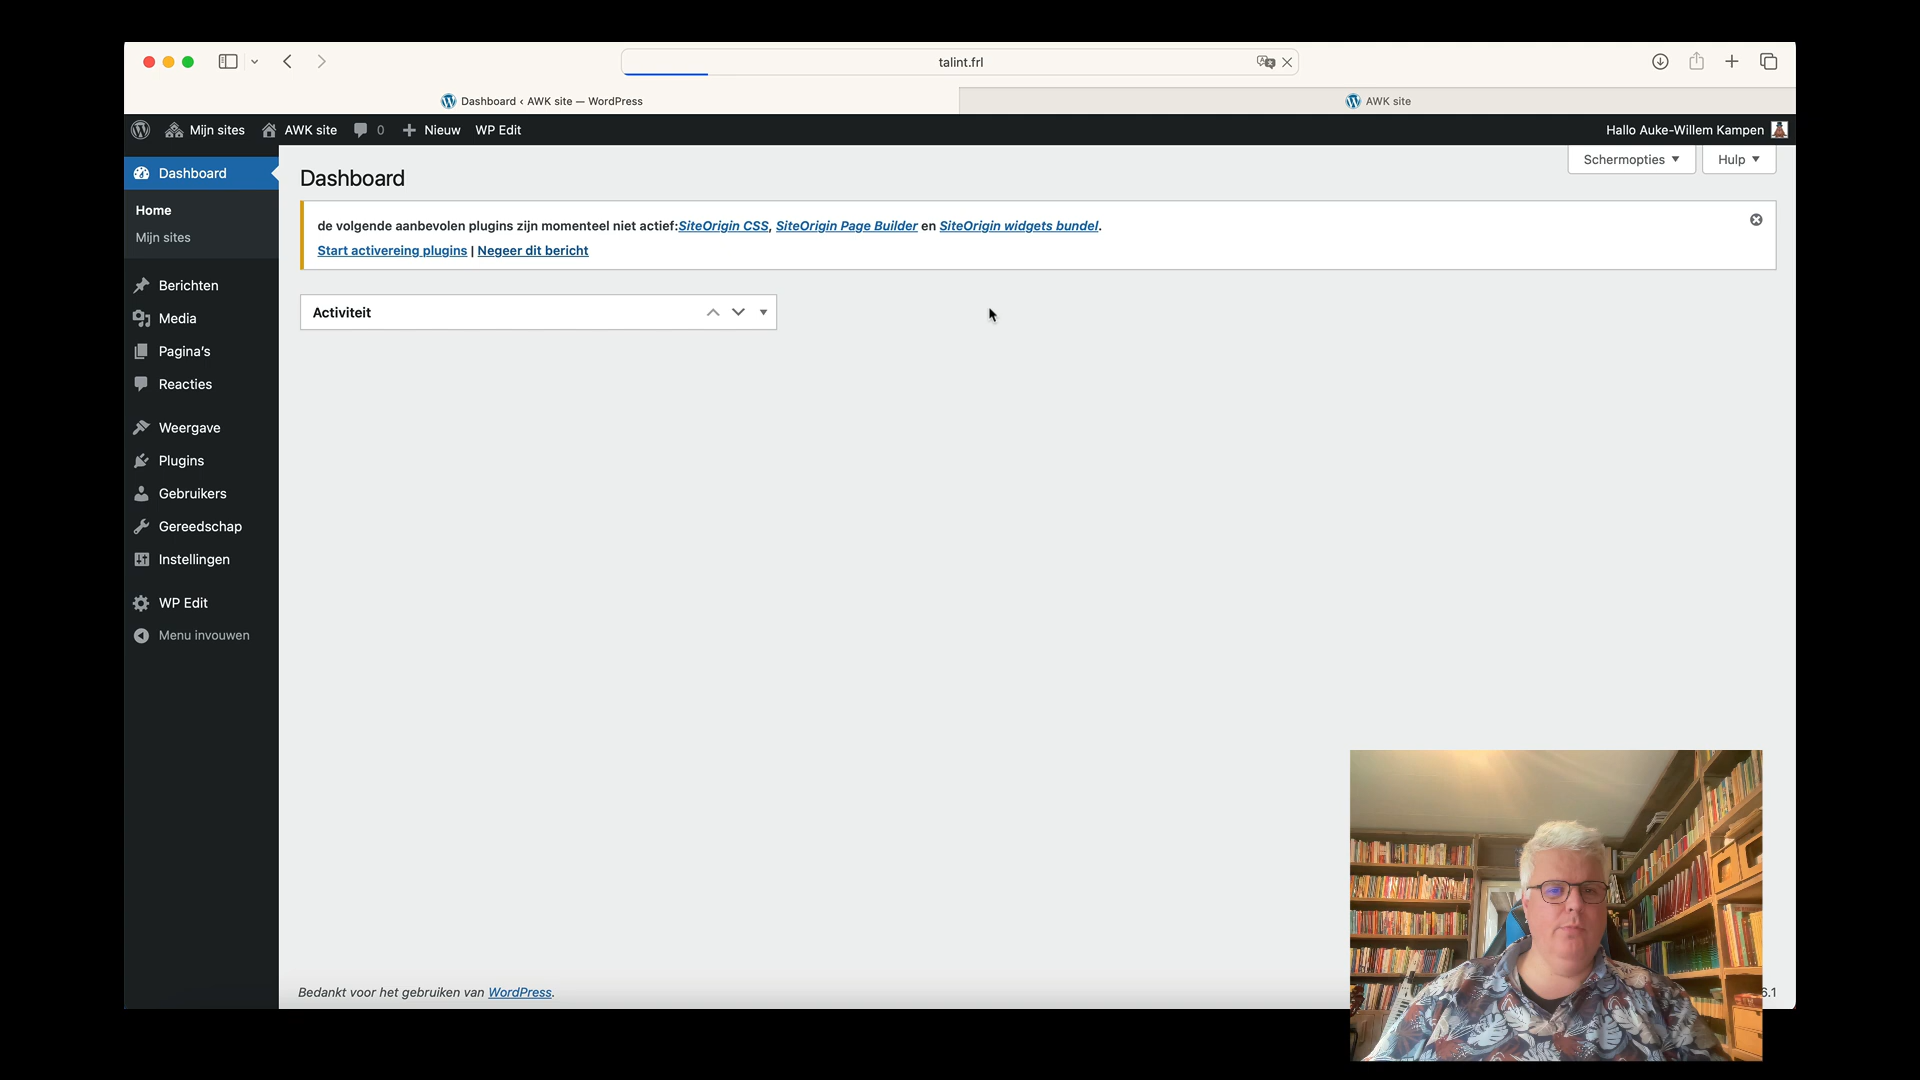 talint.frl
Dashboard ‹ AWK site — WordPress
AWK site
Mijn sites
AWK site
0
Nieuw
WP Edit
Hallo Auke-Willem Kampen
Dashboard
Home
Mijn sites
Berichten
Media
Pagina's
Reacties
Weergave
Plugins
Gebruikers
Gereedschap
Instellingen
WP Edit
Menu invouwen
Schermopties
Hulp
Dashboard
de volgende aanbevolen plugins zijn momenteel niet actief:SiteOrigin CSS, SiteOrigin Page Builder en SiteOrigin widgets bundel.
Start activereing plugins | Negeer dit bericht
Activiteit
Bedankt voor het gebruiken van WordPress.
6.1